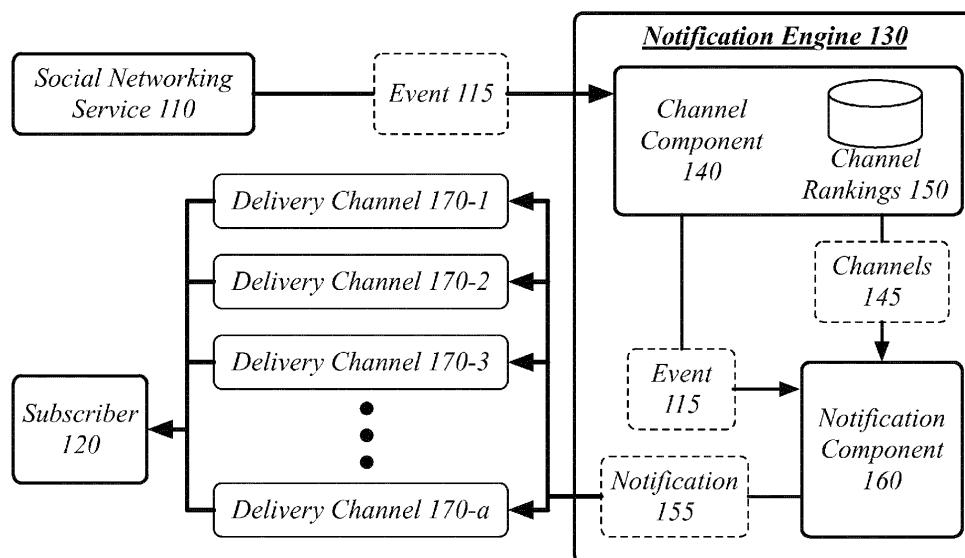 Notification Engine 130
Social Networking
Service 110
Event 115
Channel
Component
140
Channel
Rankings 150
Delivery Channel 170-1
Delivery Channel 170-2
Delivery Channel 170-3
Delivery Channel 170-a
Channels
145
Event
115
Subscriber
120
Notification
Component
160
Notification
155